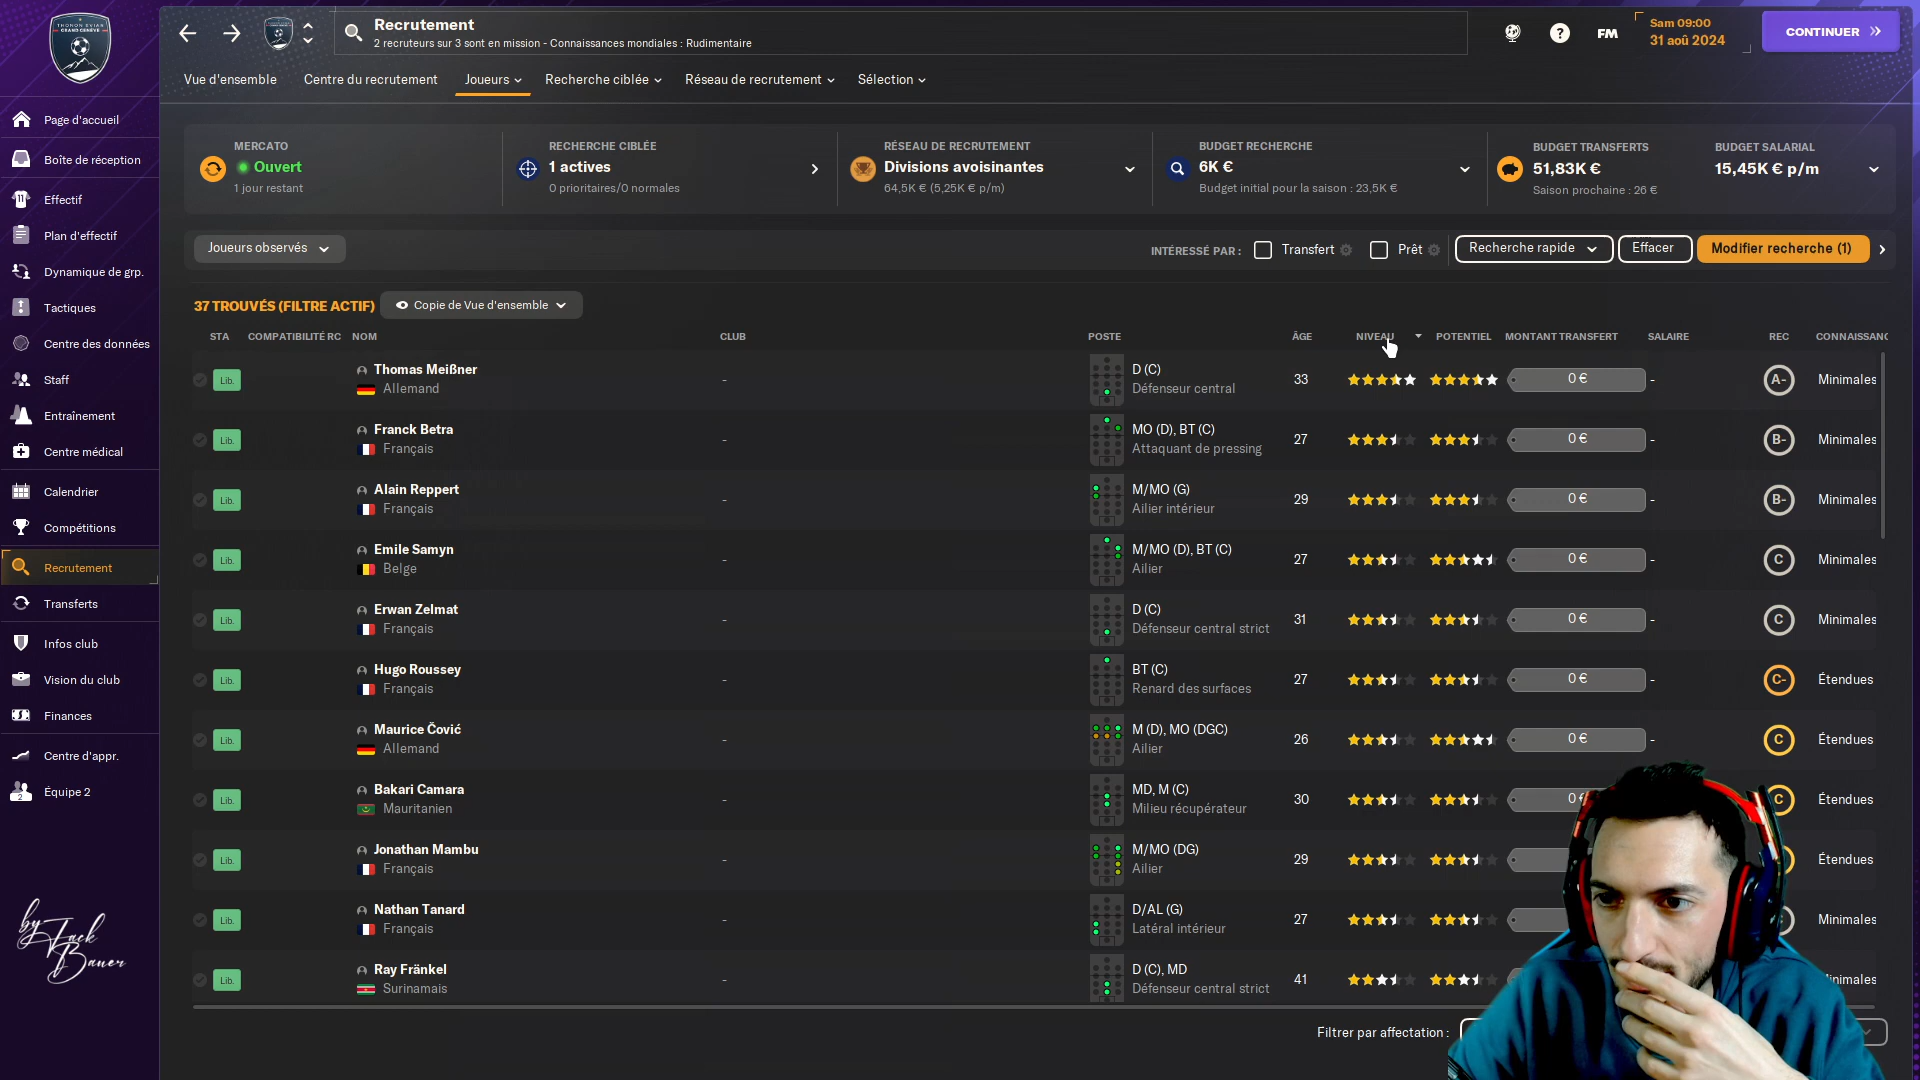 THONON EVIAN
GRAND GENÈVE
Recrutement
2 recruteurs sur 3 sont en mission - Connaissances mondiales : Rudimentaire
FM
Sam 09:00
31 aoû 2024
CONTINUER
Vue d'ensemble
Centre du recrutement
Joueurs
Recherche ciblée
Réseau de recrutement
Sélection
Page d'accueil
Boîte de réception
Effectif
Plan d'effectif
Dynamique de grp.
Tactiques
Centre des données
Staff
Entraînement
Centre médical
Calendrier
Compétitions
Recrutement
Transferts
Infos club
Vision du club
Finances
Centre d'appr.
Équipe 2
by Jack Bauer
MERCATO
Ouvert
1 jour restant
RECHERCHE CIBLÉE
1 actives
0 prioritaires/0 normales
RÉSEAU DE RECRUTEMENT
Divisions avoisinantes
64,5K € (5,25K € p/m)
BUDGET RECHERCHE
6K €
Budget initial pour la saison : 23,5K €
BUDGET TRANSFERTS
51,83K €
Saison prochaine : 26 €
BUDGET SALARIAL
15,45K € p/m
Joueurs observés
INTÉRESSÉ PAR :
Transfert
Prêt
Recherche rapide
Effacer
Modifier recherche (1)
37 TROUVÉS (FILTRE ACTIF)
Copie de Vue d'ensemble
STA COMPATIBILITÉ RC NOM CLUB POSTE ÂGE NIVEAU POTENTIEL MONTANT TRANSFERT SALAIRE REC CONNAISSANC
Lib. Thomas Meißner - D (C) 33 0 € - A- Minimales
Allemand Défenseur central
Lib. Franck Betra - MO (D), BT (C) 27 0 € - B- Minimales
Français Attaquant de pressing
Lib. Alain Reppert - M/MO (G) 29 0 € - B- Minimales
Français Ailier intérieur
Lib. Emile Samyn - M/MO (D), BT (C) 27 0 € - C Minimales
Belge Ailier
Lib. Erwan Zelmat - D (C) 31 0 € - C Minimales
Français Défenseur central strict
Lib. Hugo Roussey - BT (C) 27 0 € - C- Étendues
Français Renard des surfaces
Lib. Maurice Čović - M (D), MO (DGC) 26 0 € - C Étendues
Allemand Ailier
Lib. Bakari Camara - MD, M (C) 30 0 € C Étendues
Mauritanien Milieu récupérateur
Lib. Jonathan Mambu - M/MO (DG) 29 Étendues
Français Ailier
Lib. Nathan Tanard - D/AL (G) 27 Minimales
Français Latéral intérieur
Lib. Ray Fränkel - D (C), MD 41 inimales
Surinamais Défenseur central strict
Filtrer par affectation :